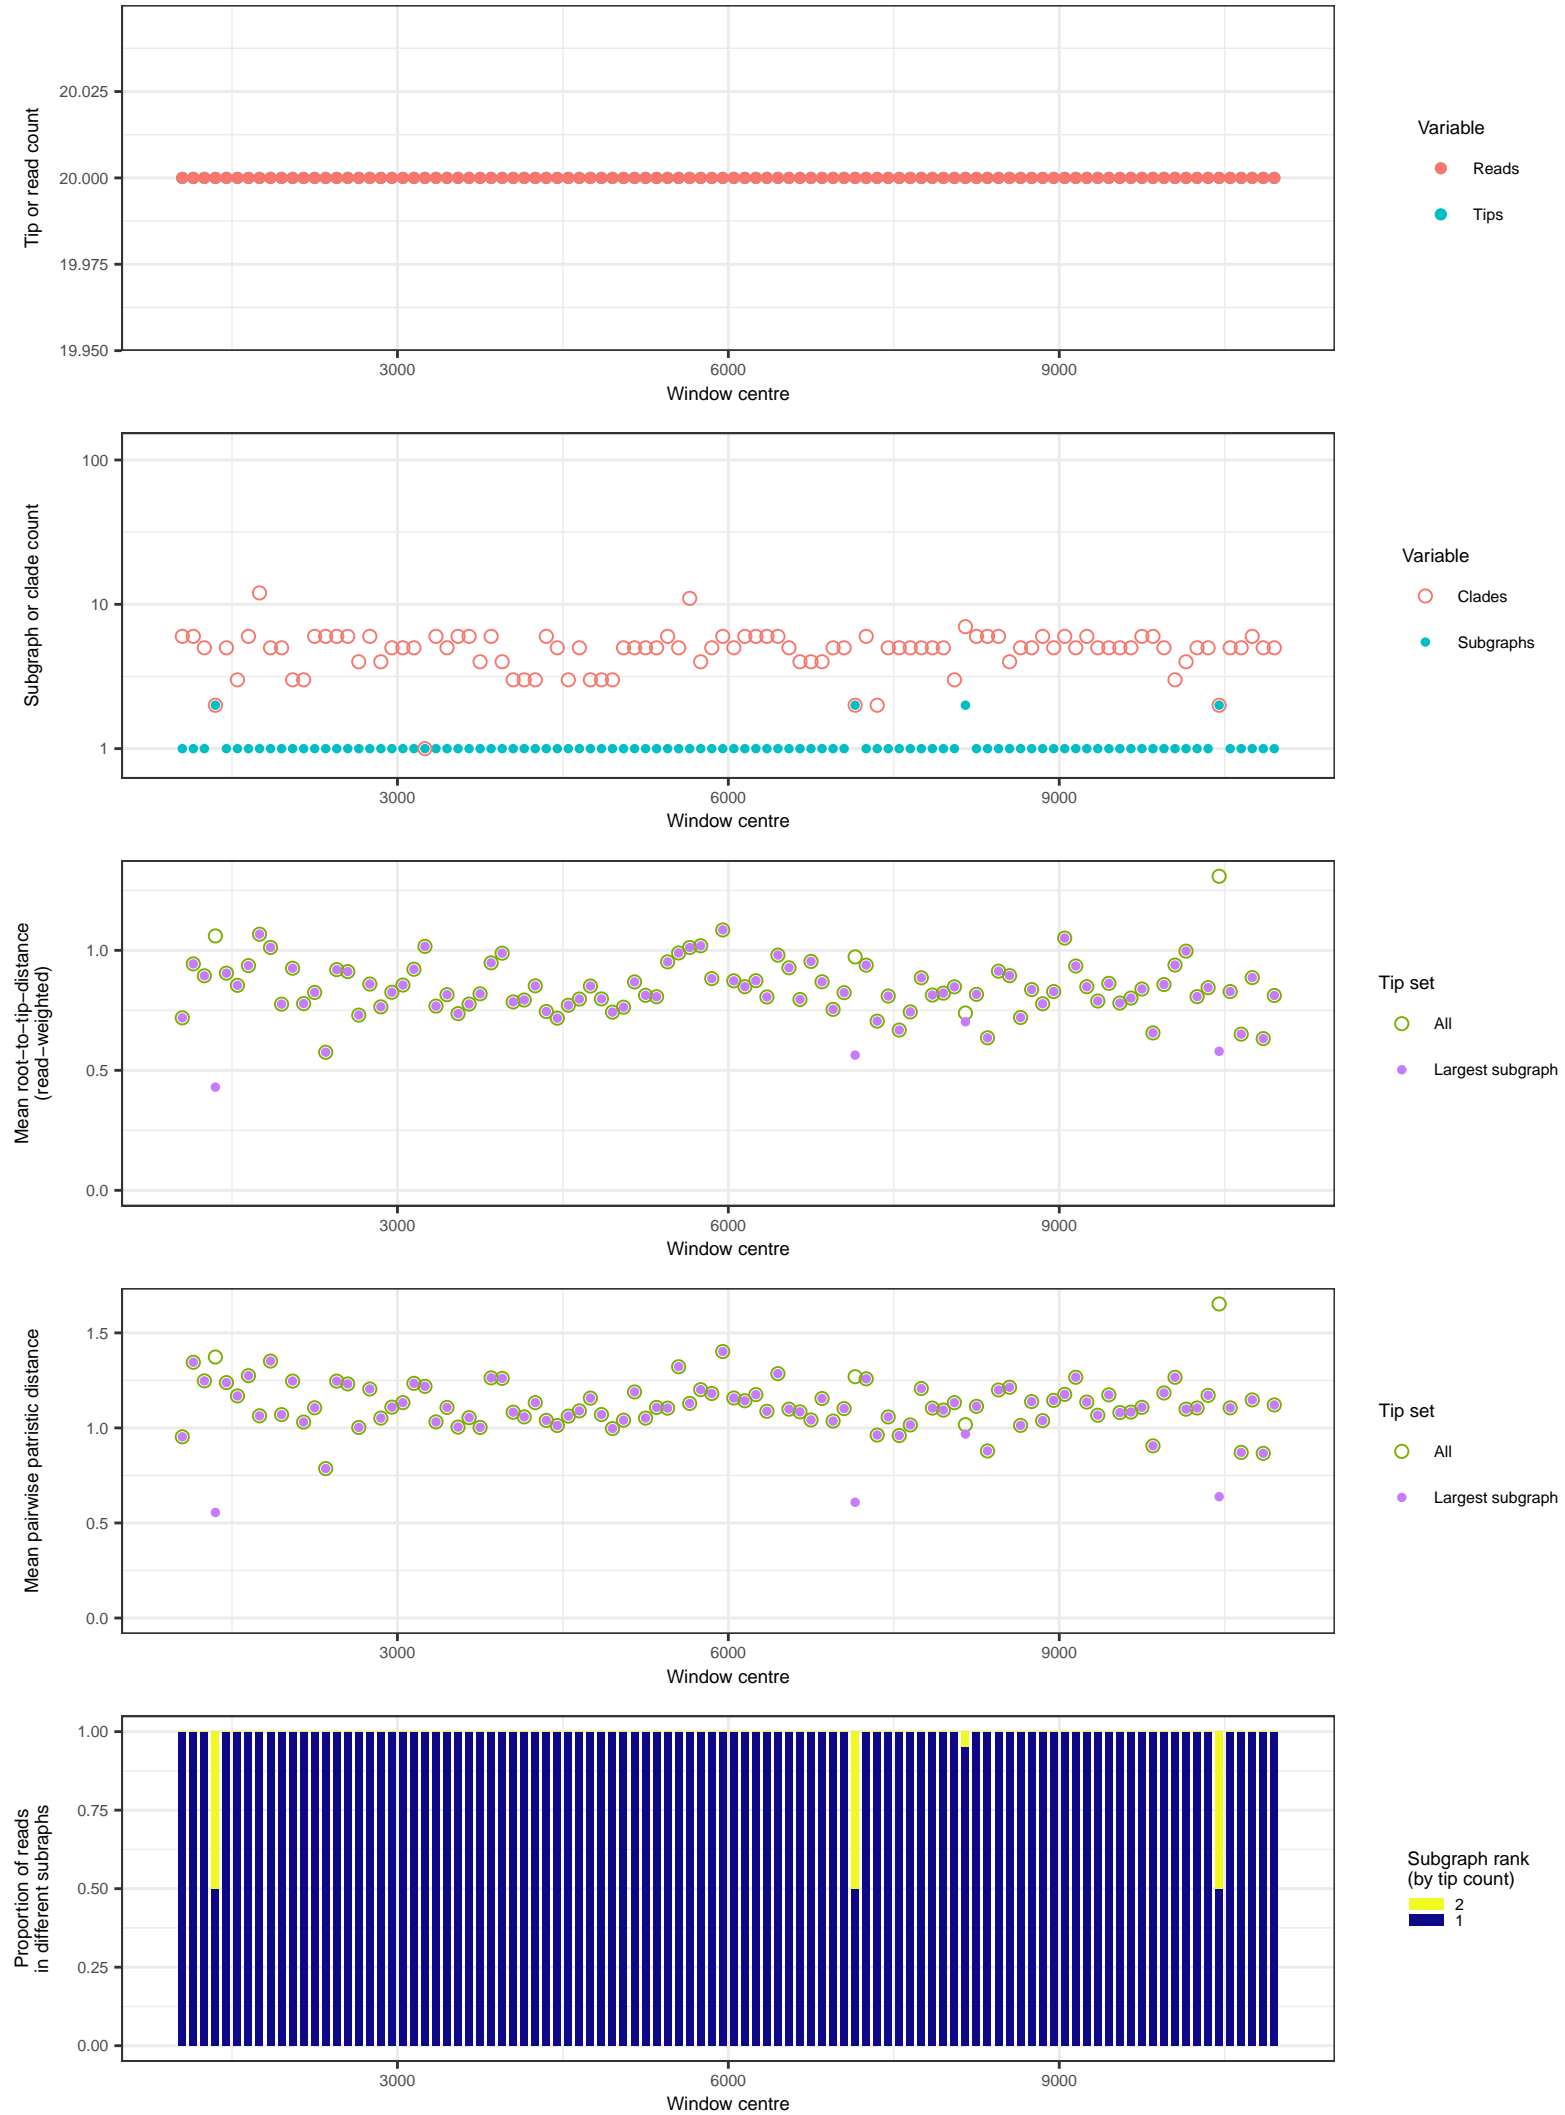 20.025
20.000
19.975
19.950
Tip or read count
3000 6000 9000
Window centre
Variable
Reads
Tips
100
10
1
Subgraph or clade count
3000 6000 9000
Window centre
Variable
Clades
Subgraphs
1.0
0.5
0.0
Mean root−to−tip−distance
(read−weighted)
3000 6000 9000
Window centre
Tip set
All
Largest subgraph
1.5
1.0
0.5
0.0
Mean pairwise patristic distance
3000 6000 9000
Window centre
Tip set
All
Largest subgraph
1.00
0.75
0.50
0.25
0.00
Proportion of reads
in different subraphs
3000 6000 9000
Window centre
Subgraph rank
(by tip count)
2
1